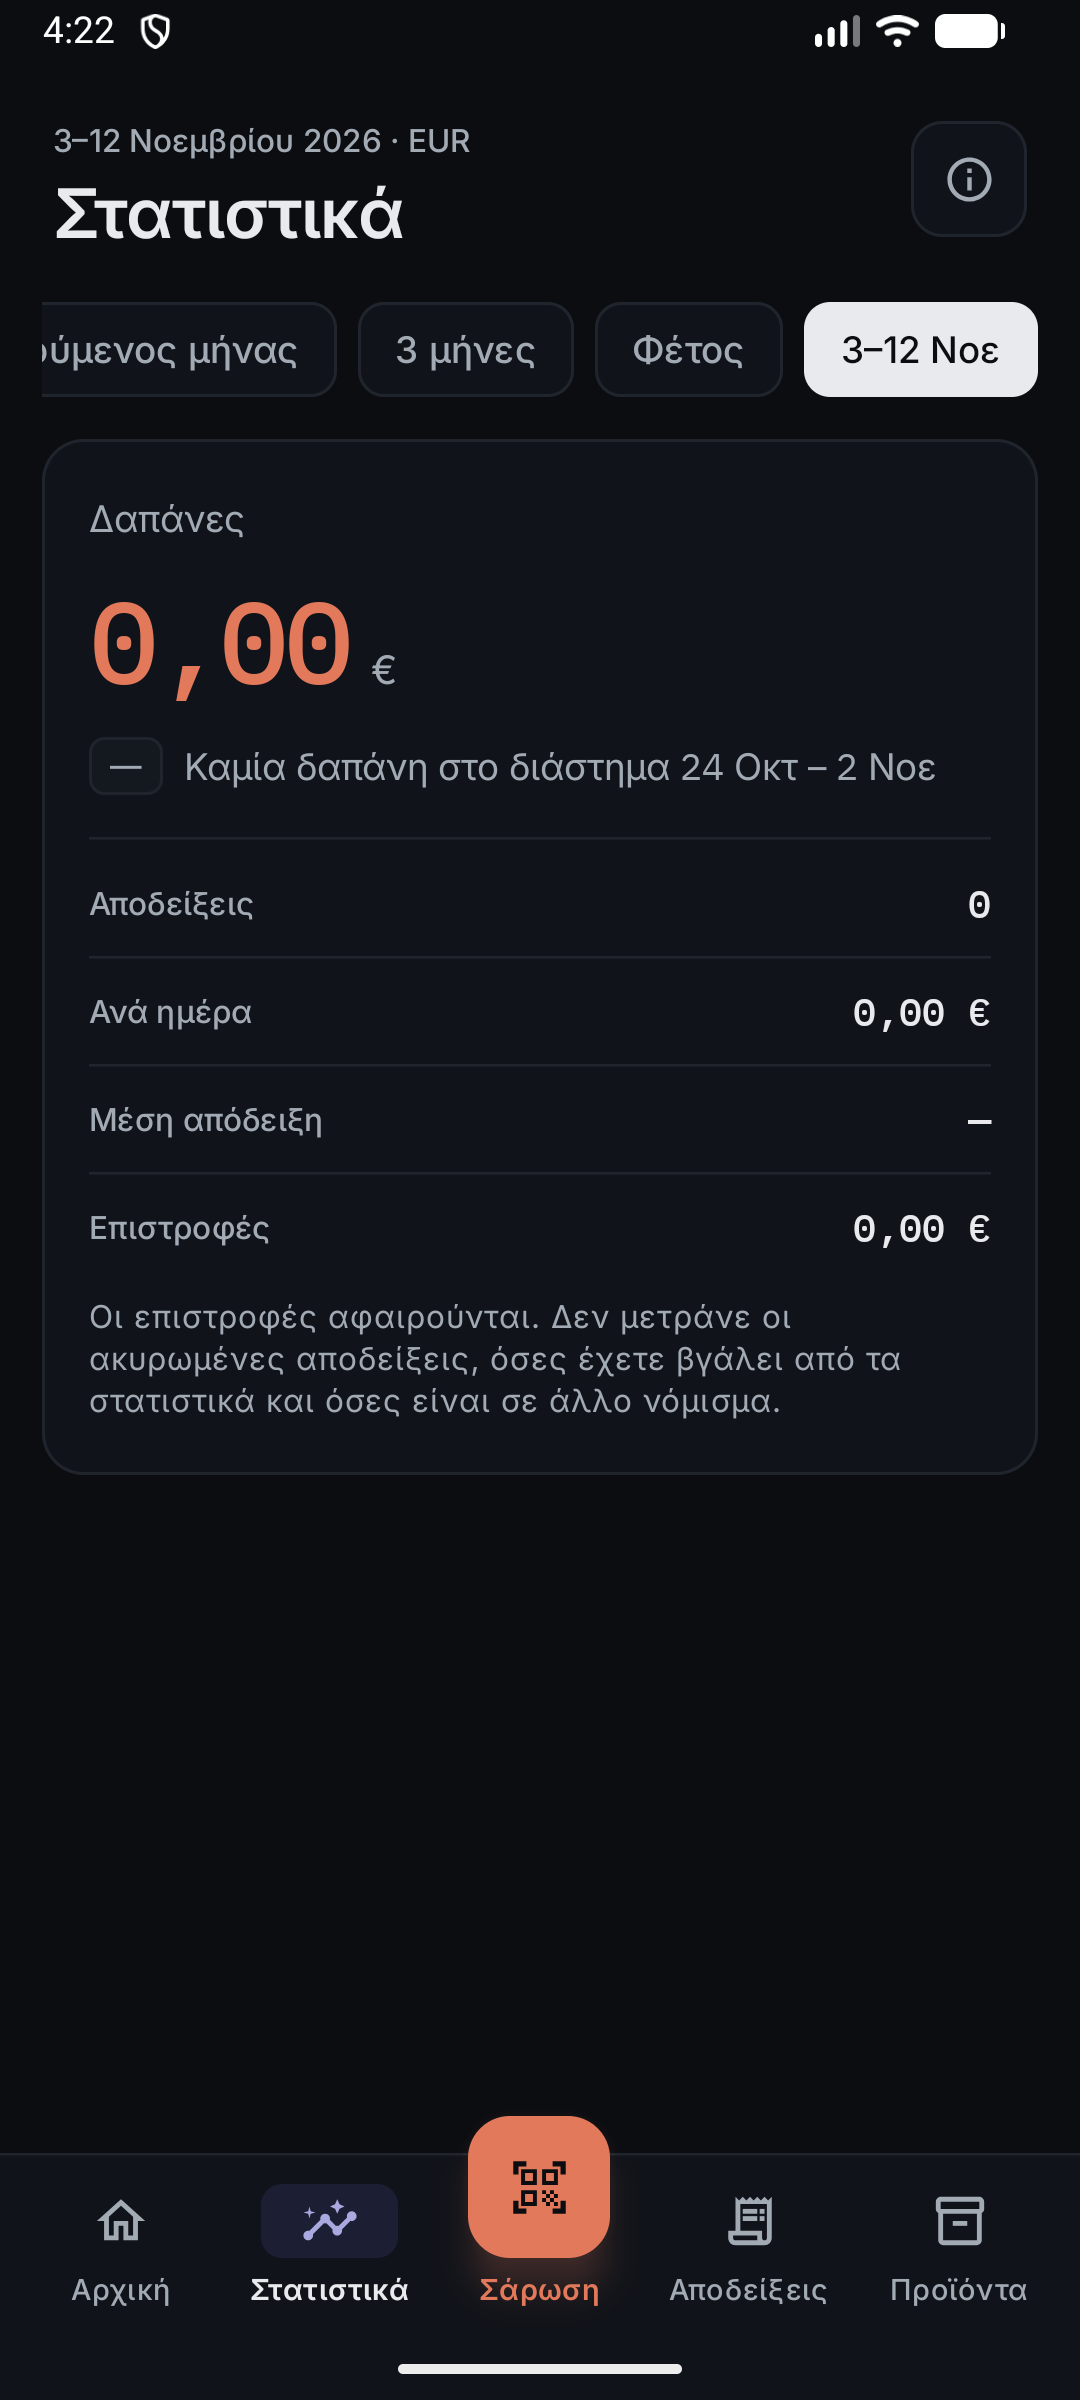 4:22
3–12 Νοεμβρίου 2026 · EUR
Στατιστικά
ούμενος μήνας
3 μήνες
Φέτος
3–12 Νοε
Δαπάνες
0,00 €
— Καμία δαπάνη στο διάστημα 24 Οκτ – 2 Νοε
Αποδείξεις 0
Ανά ημέρα 0,00 €
Μέση απόδειξη –
Επιστροφές 0,00 €
Οι επιστροφές αφαιρούνται. Δεν μετράνε οι
ακυρωμένες αποδείξεις, όσες έχετε βγάλει από τα
στατιστικά και όσες είναι σε άλλο νόμισμα.
Αρχική
Στατιστικά
Σάρωση
Αποδείξεις
Προϊόντα